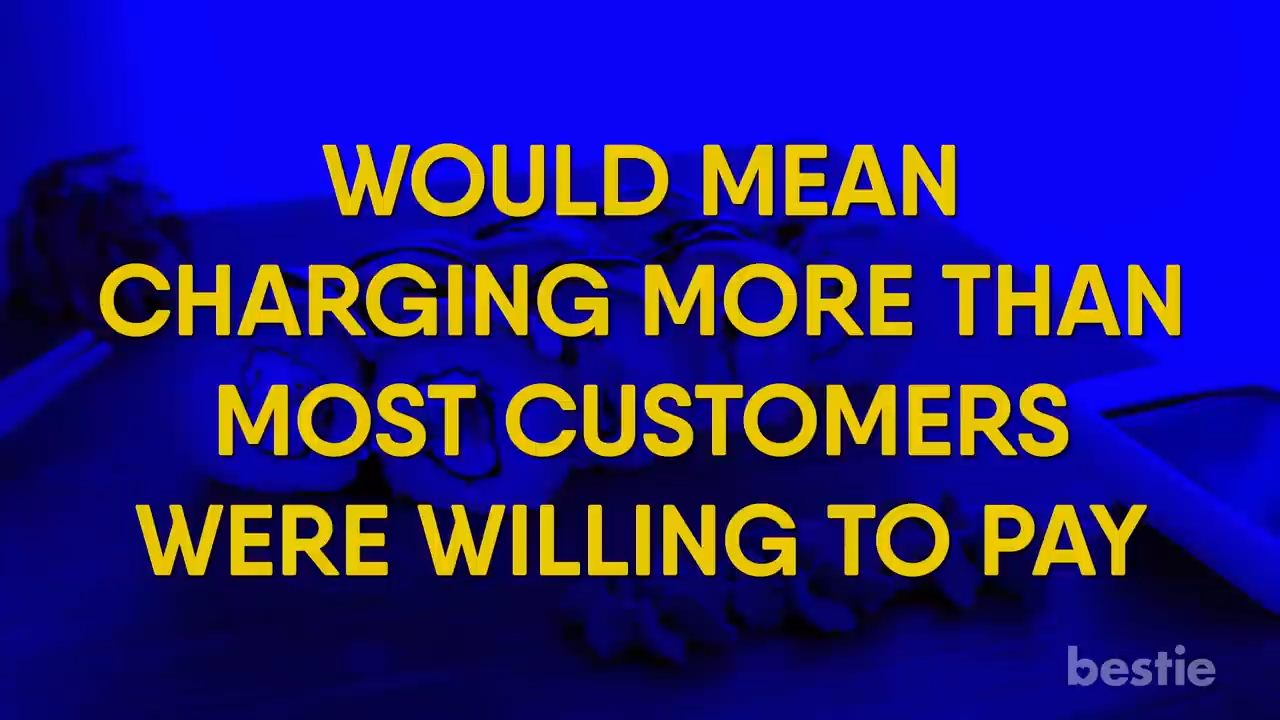 WOULD MEAN
CHARGING MORE THAN
MOST CUSTOMERS
WERE WILLING TO PAY
bestie